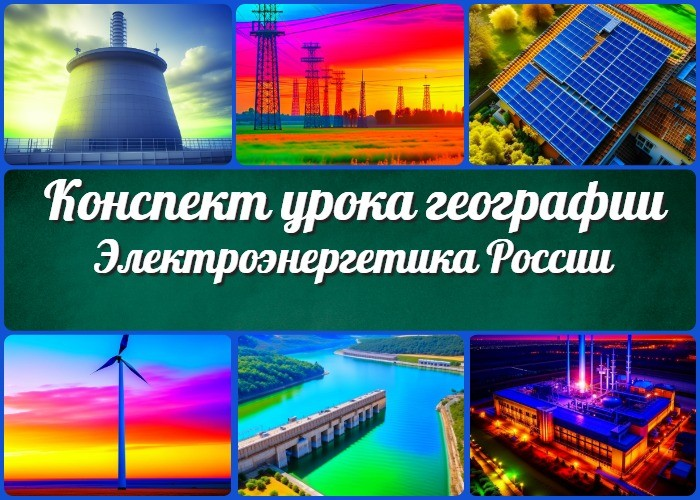 Конспект урока географии
Электроэнергетика России